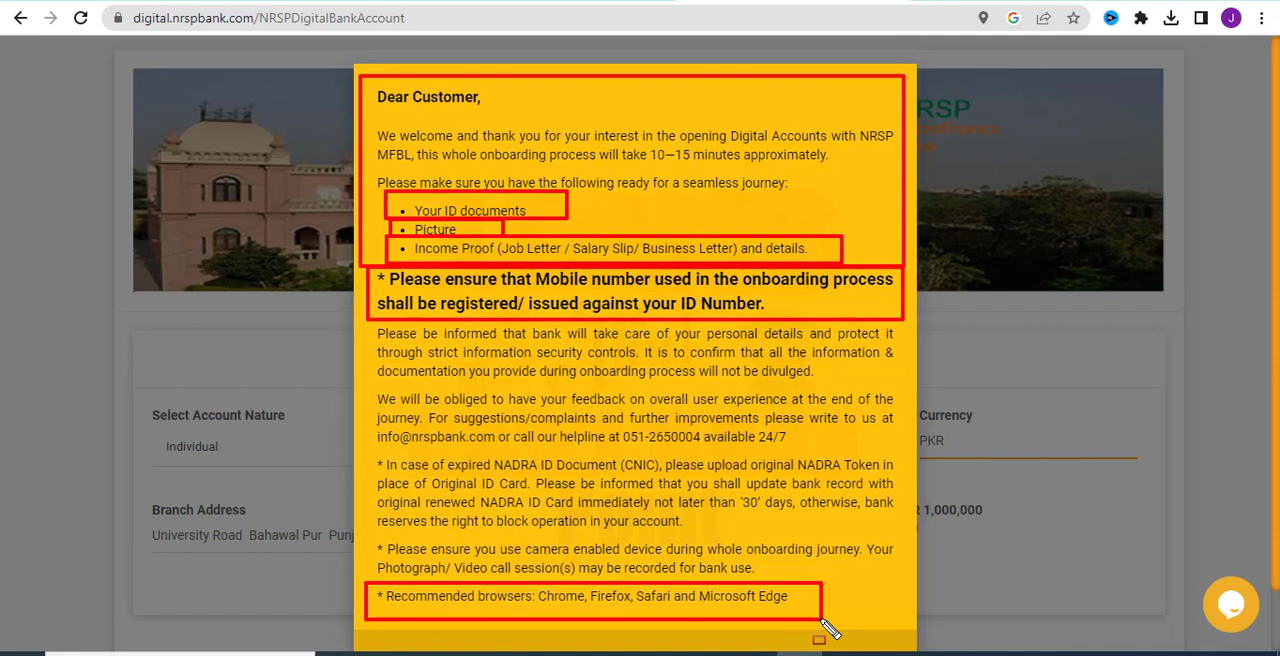 digital.nrspbank.com/NRSPDigitalBankAccount
J
NRSP
Dear Customer,
We welcome and thank you for your interest in the opening Digital Accounts with NRSP
MFBL, this whole onboarding process will take 10—15 minutes approximately.
Please make sure you have the following ready for a seamless journey:
• Your ID documents
• Picture
• Income Proof (Job Letter / Salary Slip/ Business Letter) and details.
* Please ensure that Mobile number used in the onboarding process
shall be registered/ issued against your ID Number.
Please be informed that bank will take care of your personal details and protect it
through strict information security controls. It is to confirm that all the information &
documentation you provide during onboarding process will not be divulged.
We will be obliged to have your feedback on overall user experience at the end of the
journey. For suggestions/complaints and further improvements please write to us at
info@nrspbank.com or call our helpline at 051-2650004 available 24/7
* In case of expired NADRA ID Document (CNIC), please upload original NADRA Token in
place of Original ID Card. Please be informed that you shall update bank record with
original renewed NADRA ID Card immediately not later than '30' days, otherwise, bank
reserves the right to block operation in your account.
* Please ensure you use camera enabled device during whole onboarding journey. Your
Photograph/ Video call session(s) may be recorded for bank use.
* Recommended browsers: Chrome, Firefox, Safari and Microsoft Edge
Select Account Nature
Individual
Currency
PKR
Branch Address
University Road Bahawal Pur Punj
1,000,000